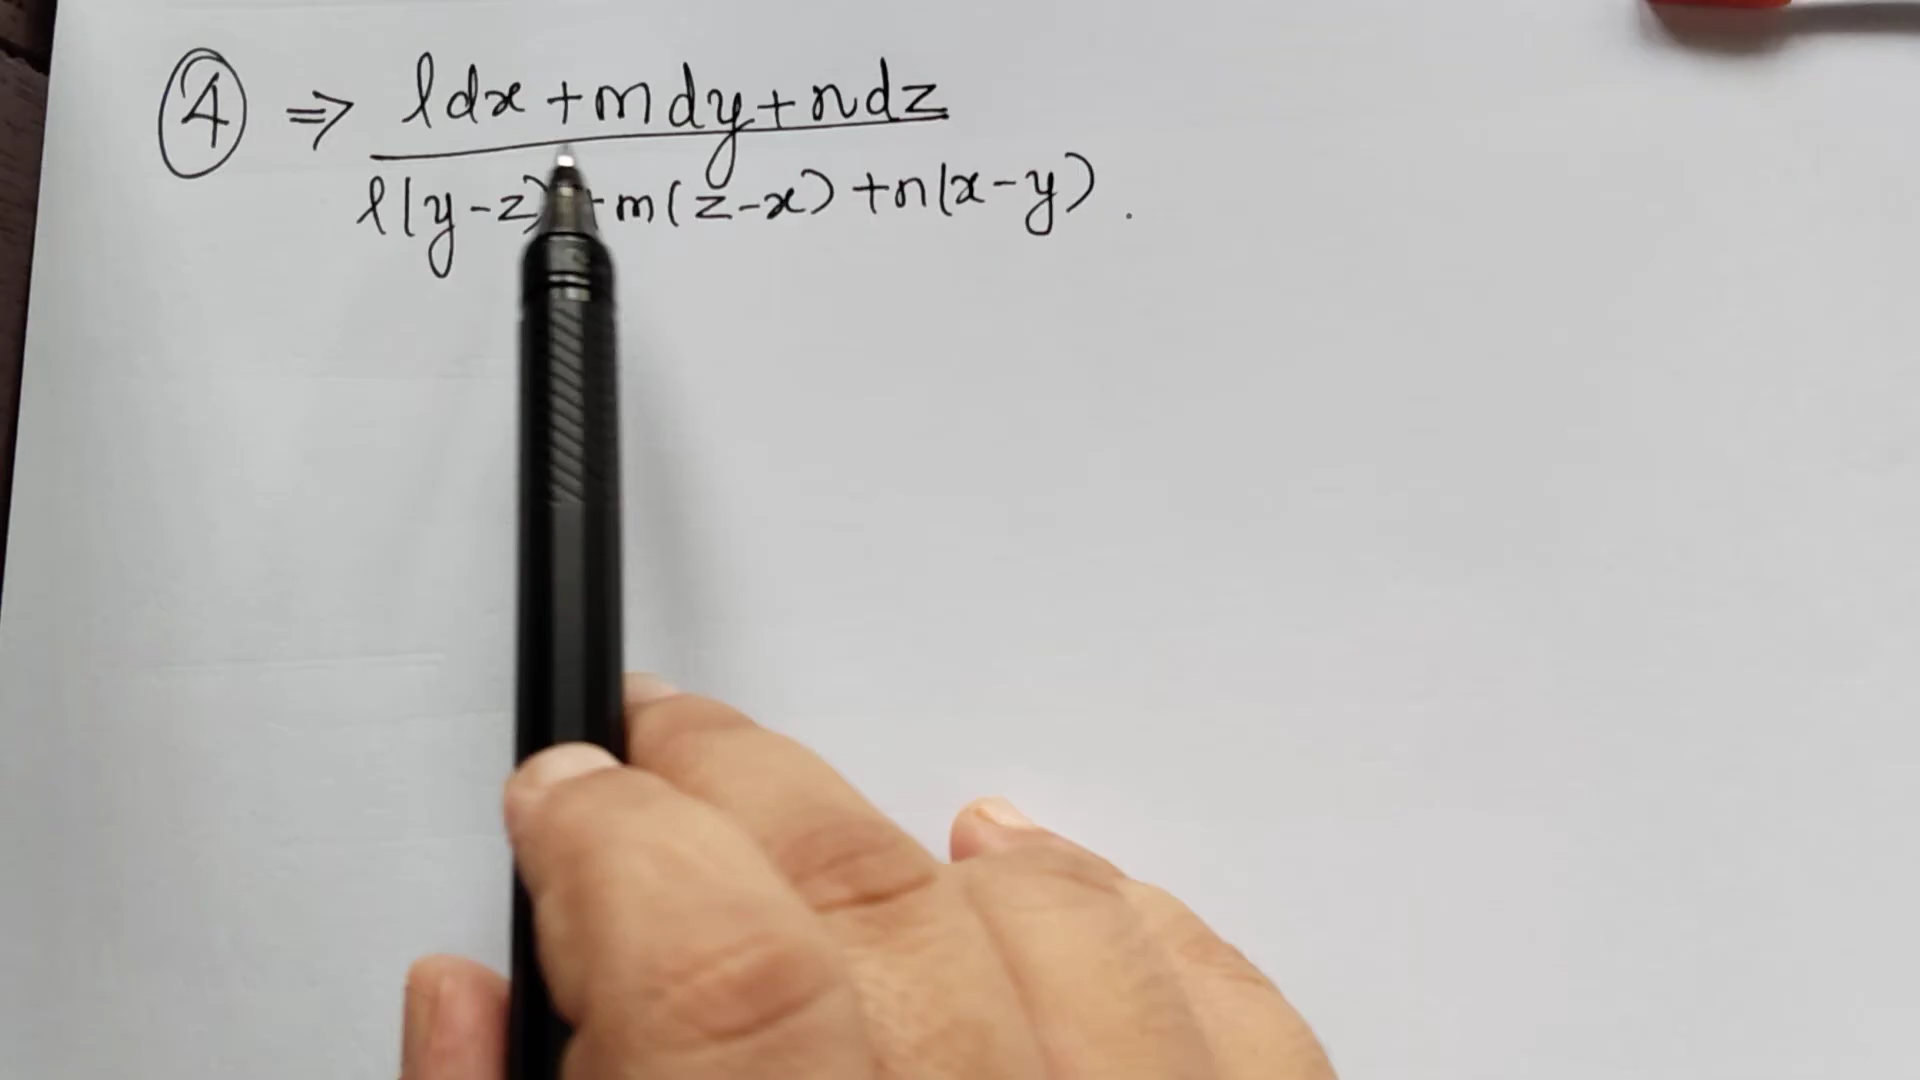 ④ ⇒ ldx + mdy + ndz
l(y-z) + m(z-x) + n(x-y).